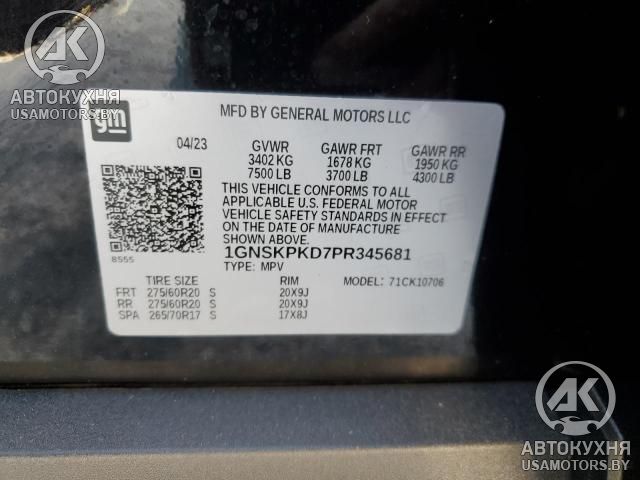 AK
АВТОКУХНЯ
USAMOTORS.BY
gm
MFD BY GENERAL MOTORS LLC
04/23
GVWR GAWR FRT GAWR RR
3402 KG 1678 KG 1950 KG
7500 LB 3700 LB 4300 LB
THIS VEHICLE CONFORMS TO ALL
APPLICABLE U.S. FEDERAL MOTOR
VEHICLE SAFETY STANDARDS IN EFFECT
ON THE DATE OF MANUFACTURE
SHOWN ABOVE.
8555
1GNSKPKD7PR345681
TYPE: MPV MODEL: 71CK10706
TIRE SIZE RIM
FRT 275/60R20 S 20X9J
RR 275/60R20 S 20X9J
SPA 265/70R17 S 17X8J
AK
АВТОКУХНЯ
USAMOTORS.BY